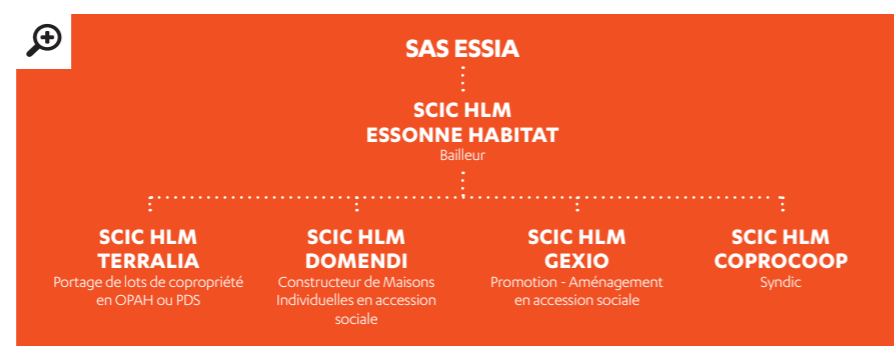 SAS ESSIA
SCIC HLM
ESSONNE HABITAT
Bailleur
SCIC HLM
TERRALIA
Portage de lots de copropriété
en OPAH ou PDS
SCIC HLM
DOMENDI
Constructeur de Maisons
Individuelles en accession
sociale
SCIC HLM
GEXIO
Promotion - Aménagement
en accession sociale
SCIC HLM
COPROCOOP
Syndic